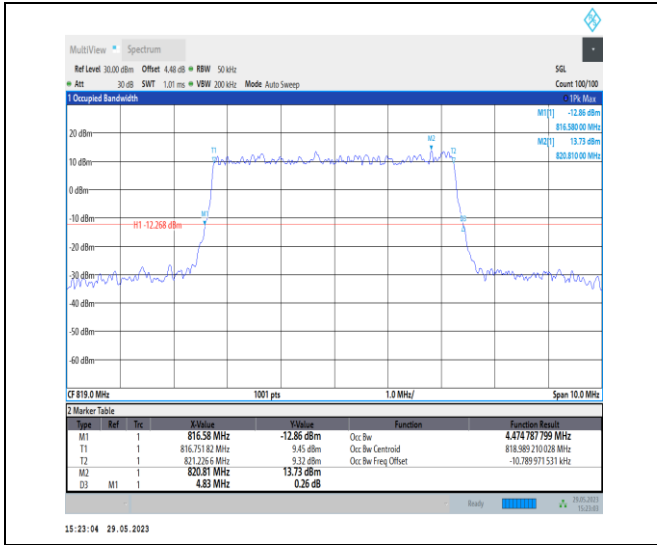 MultiView Spectrum
Ref Level 30.00 dBm Offset 4.48 dB RBW 50 kHz SGL
Att 30 dB SWT 1.01 ms VBW 200 kHz Mode Auto Sweep Count 100/100
1 Occupied Bandwidth 1Pk Max
M1[1] -12.86 dBm
816.58000 MHz
M2[1] 13.73 dBm
820.81000 MHz
20 dBm
M2
T1 T2
10 dBm
0 dBm
-10 dBm
M1
H1 -12.268 dBm
-20 dBm
-30 dBm
-40 dBm
-50 dBm
-60 dBm
CF 819.0 MHz 1001 pts 1.0 MHz/ Span 10.0 MHz
2 Marker Table
Type Ref Trc X-Value Y-Value Function Function Result
M1 1 816.58 MHz -12.86 dBm Occ Bw 4.474 787 799 MHz
T1 1 816.751 82 MHz 9.45 dBm Occ Bw Centroid 818.989 210 028 MHz
T2 1 821.226 6 MHz 9.32 dBm Occ Bw Freq Offset -10.789 971 531 kHz
M2 1 820.81 MHz 13.73 dBm
D3 M1 1 4.83 MHz 0.26 dB
Ready 29.05.2023
15:23:03
15:23:04 29.05.2023